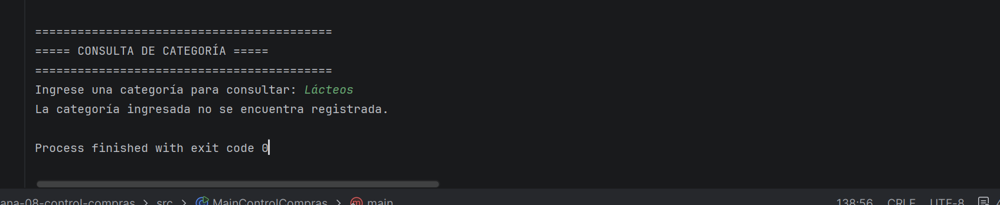 ==========================================
===== CONSULTA DE CATEGORÍA =====
==========================================
Ingrese una categoría para consultar: Lácteos
La categoría ingresada no se encuentra registrada.
Process finished with exit code 0
ana-08-control-compras > src > MainControlCompras > main 138:56 CRLF UTF-8